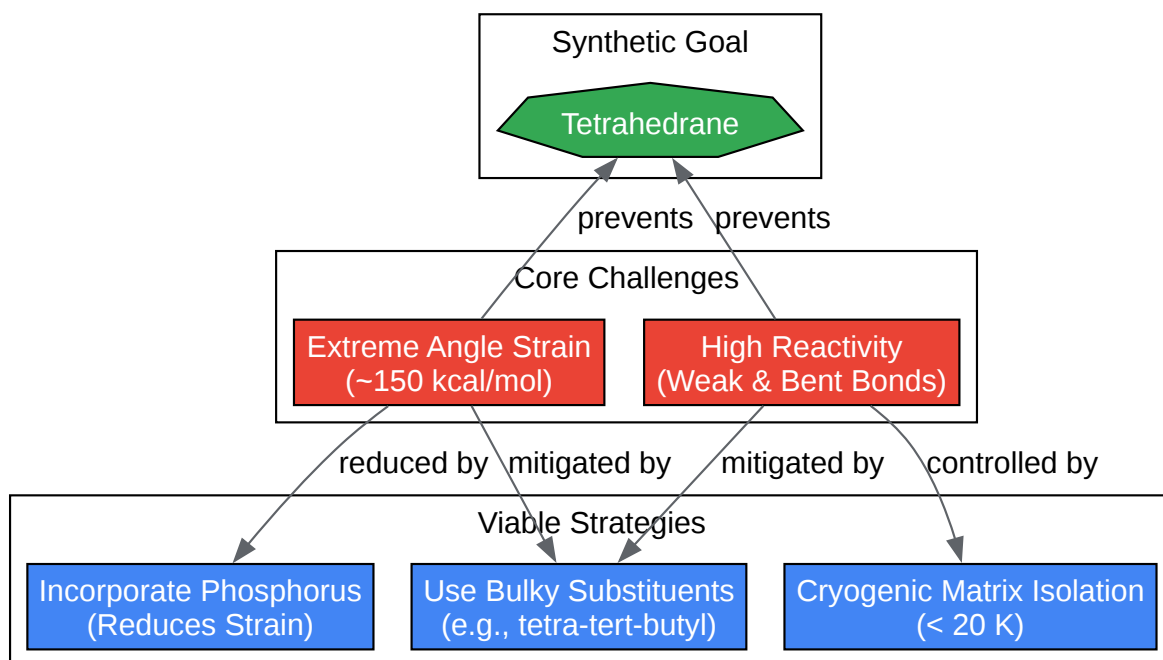 Synthetic Goal
Tetrahedrane
prevents
prevents
Core Challenges
Extreme Angle Strain
(~150 kcal/mol)
High Reactivity
(Weak & Bent Bonds)
reduced by
mitigated by
mitigated by
controlled by
Viable Strategies
Incorporate Phosphorus
(Reduces Strain)
Use Bulky Substituents
(e.g., tetra-tert-butyl)
Cryogenic Matrix Isolation
(< 20 K)